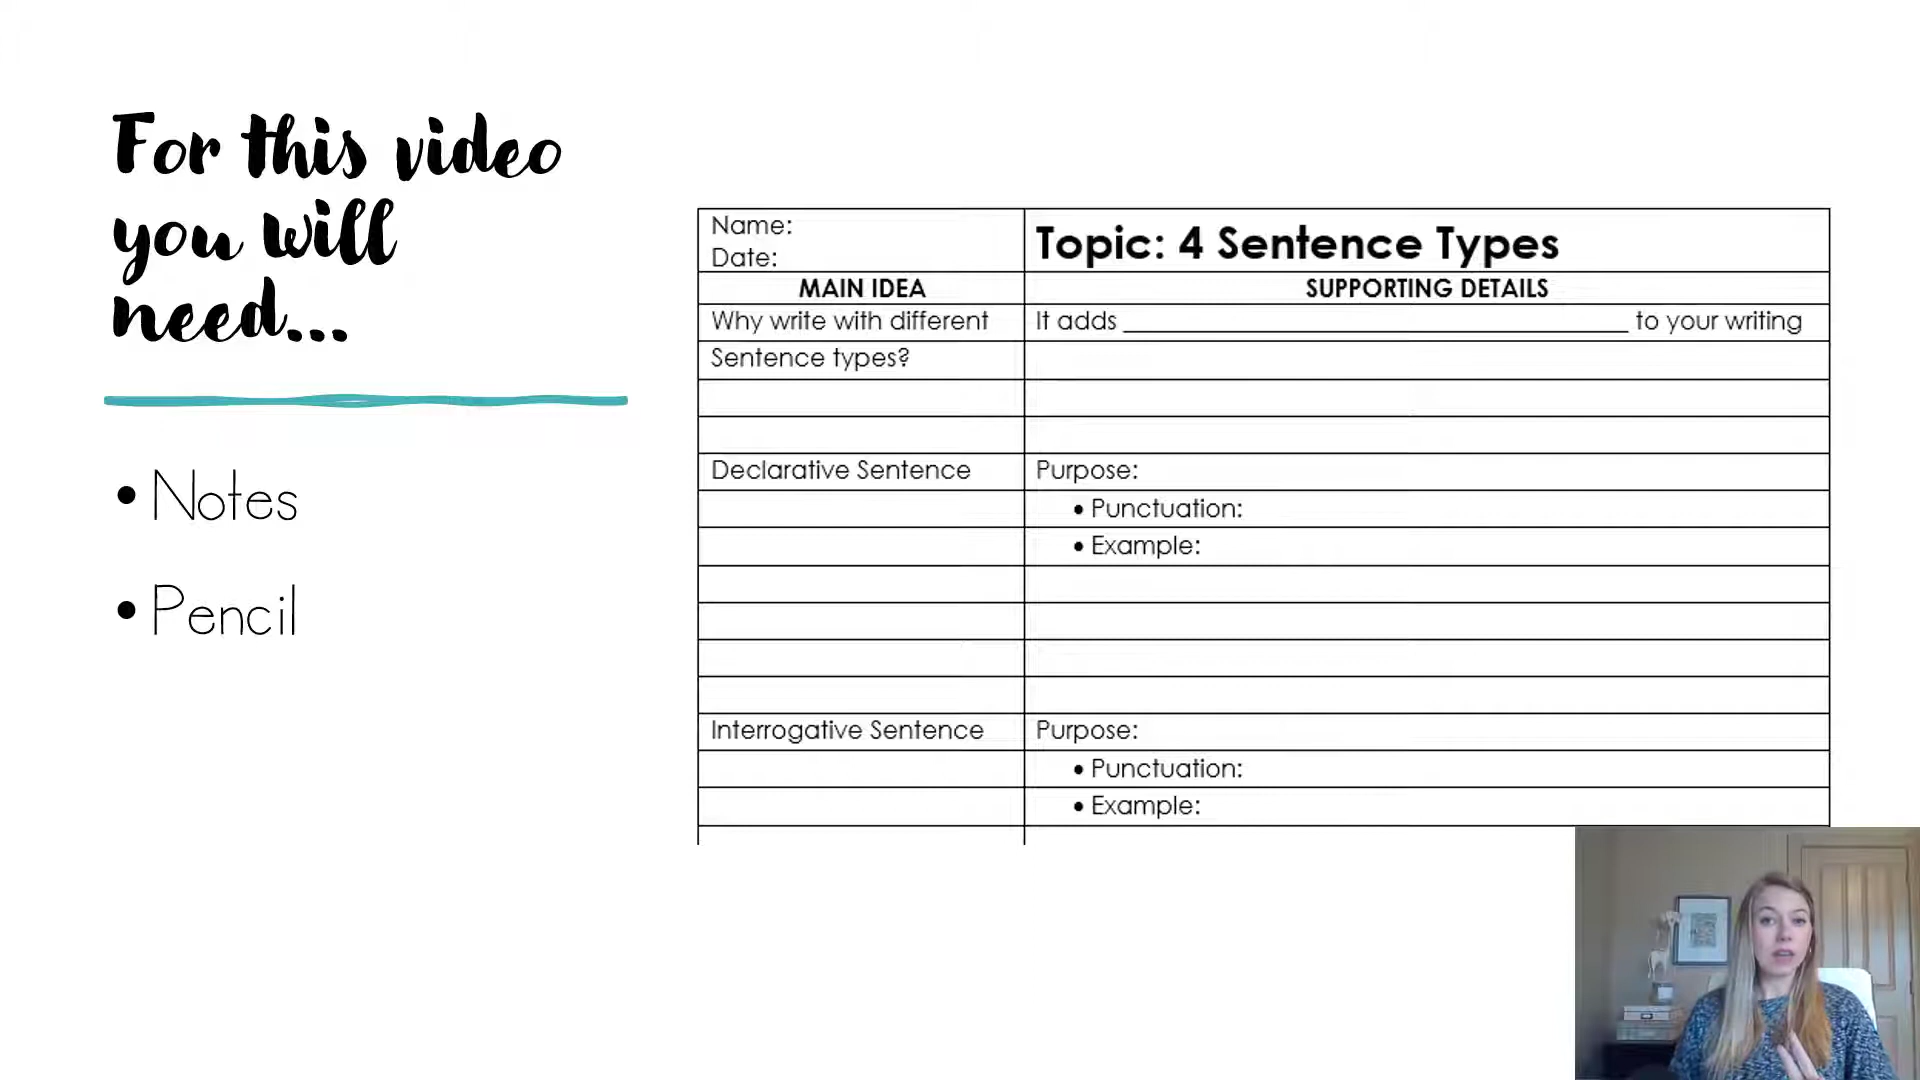 For this video
you will
need...
• Notes
• Pencil
Name:
Date:
Topic: 4 Sentence Types
MAIN IDEA
SUPPORTING DETAILS
Why write with different
It adds ______________________________ to your writing
Sentence types?
Declarative Sentence
Purpose:
• Punctuation:
• Example:
Interrogative Sentence
Purpose:
• Punctuation:
• Example: